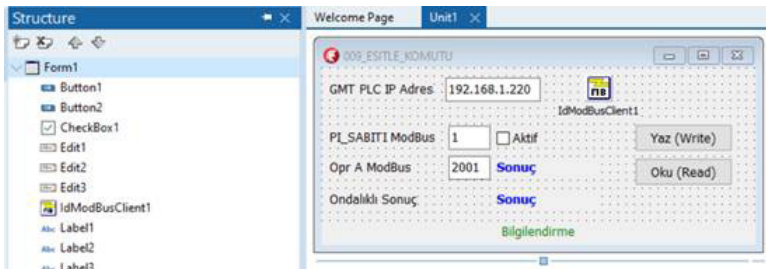 Structure
Form1
Button1
Button2
CheckBox1
Edit1
Edit2
Edit3
IdModBusClient1
Label1
Label2
Label3
Welcome Page Unit1
009_ESITLE_KOMUTU
GMT PLC IP Adres 192.168.1.220
IdModBusClient1
PI_SABITI ModBus 1 Aktif Yaz (Write)
Opr A ModBus 2001 Sonuç Oku (Read)
Ondalıklı Sonuç Sonuç
Bilgilendirme